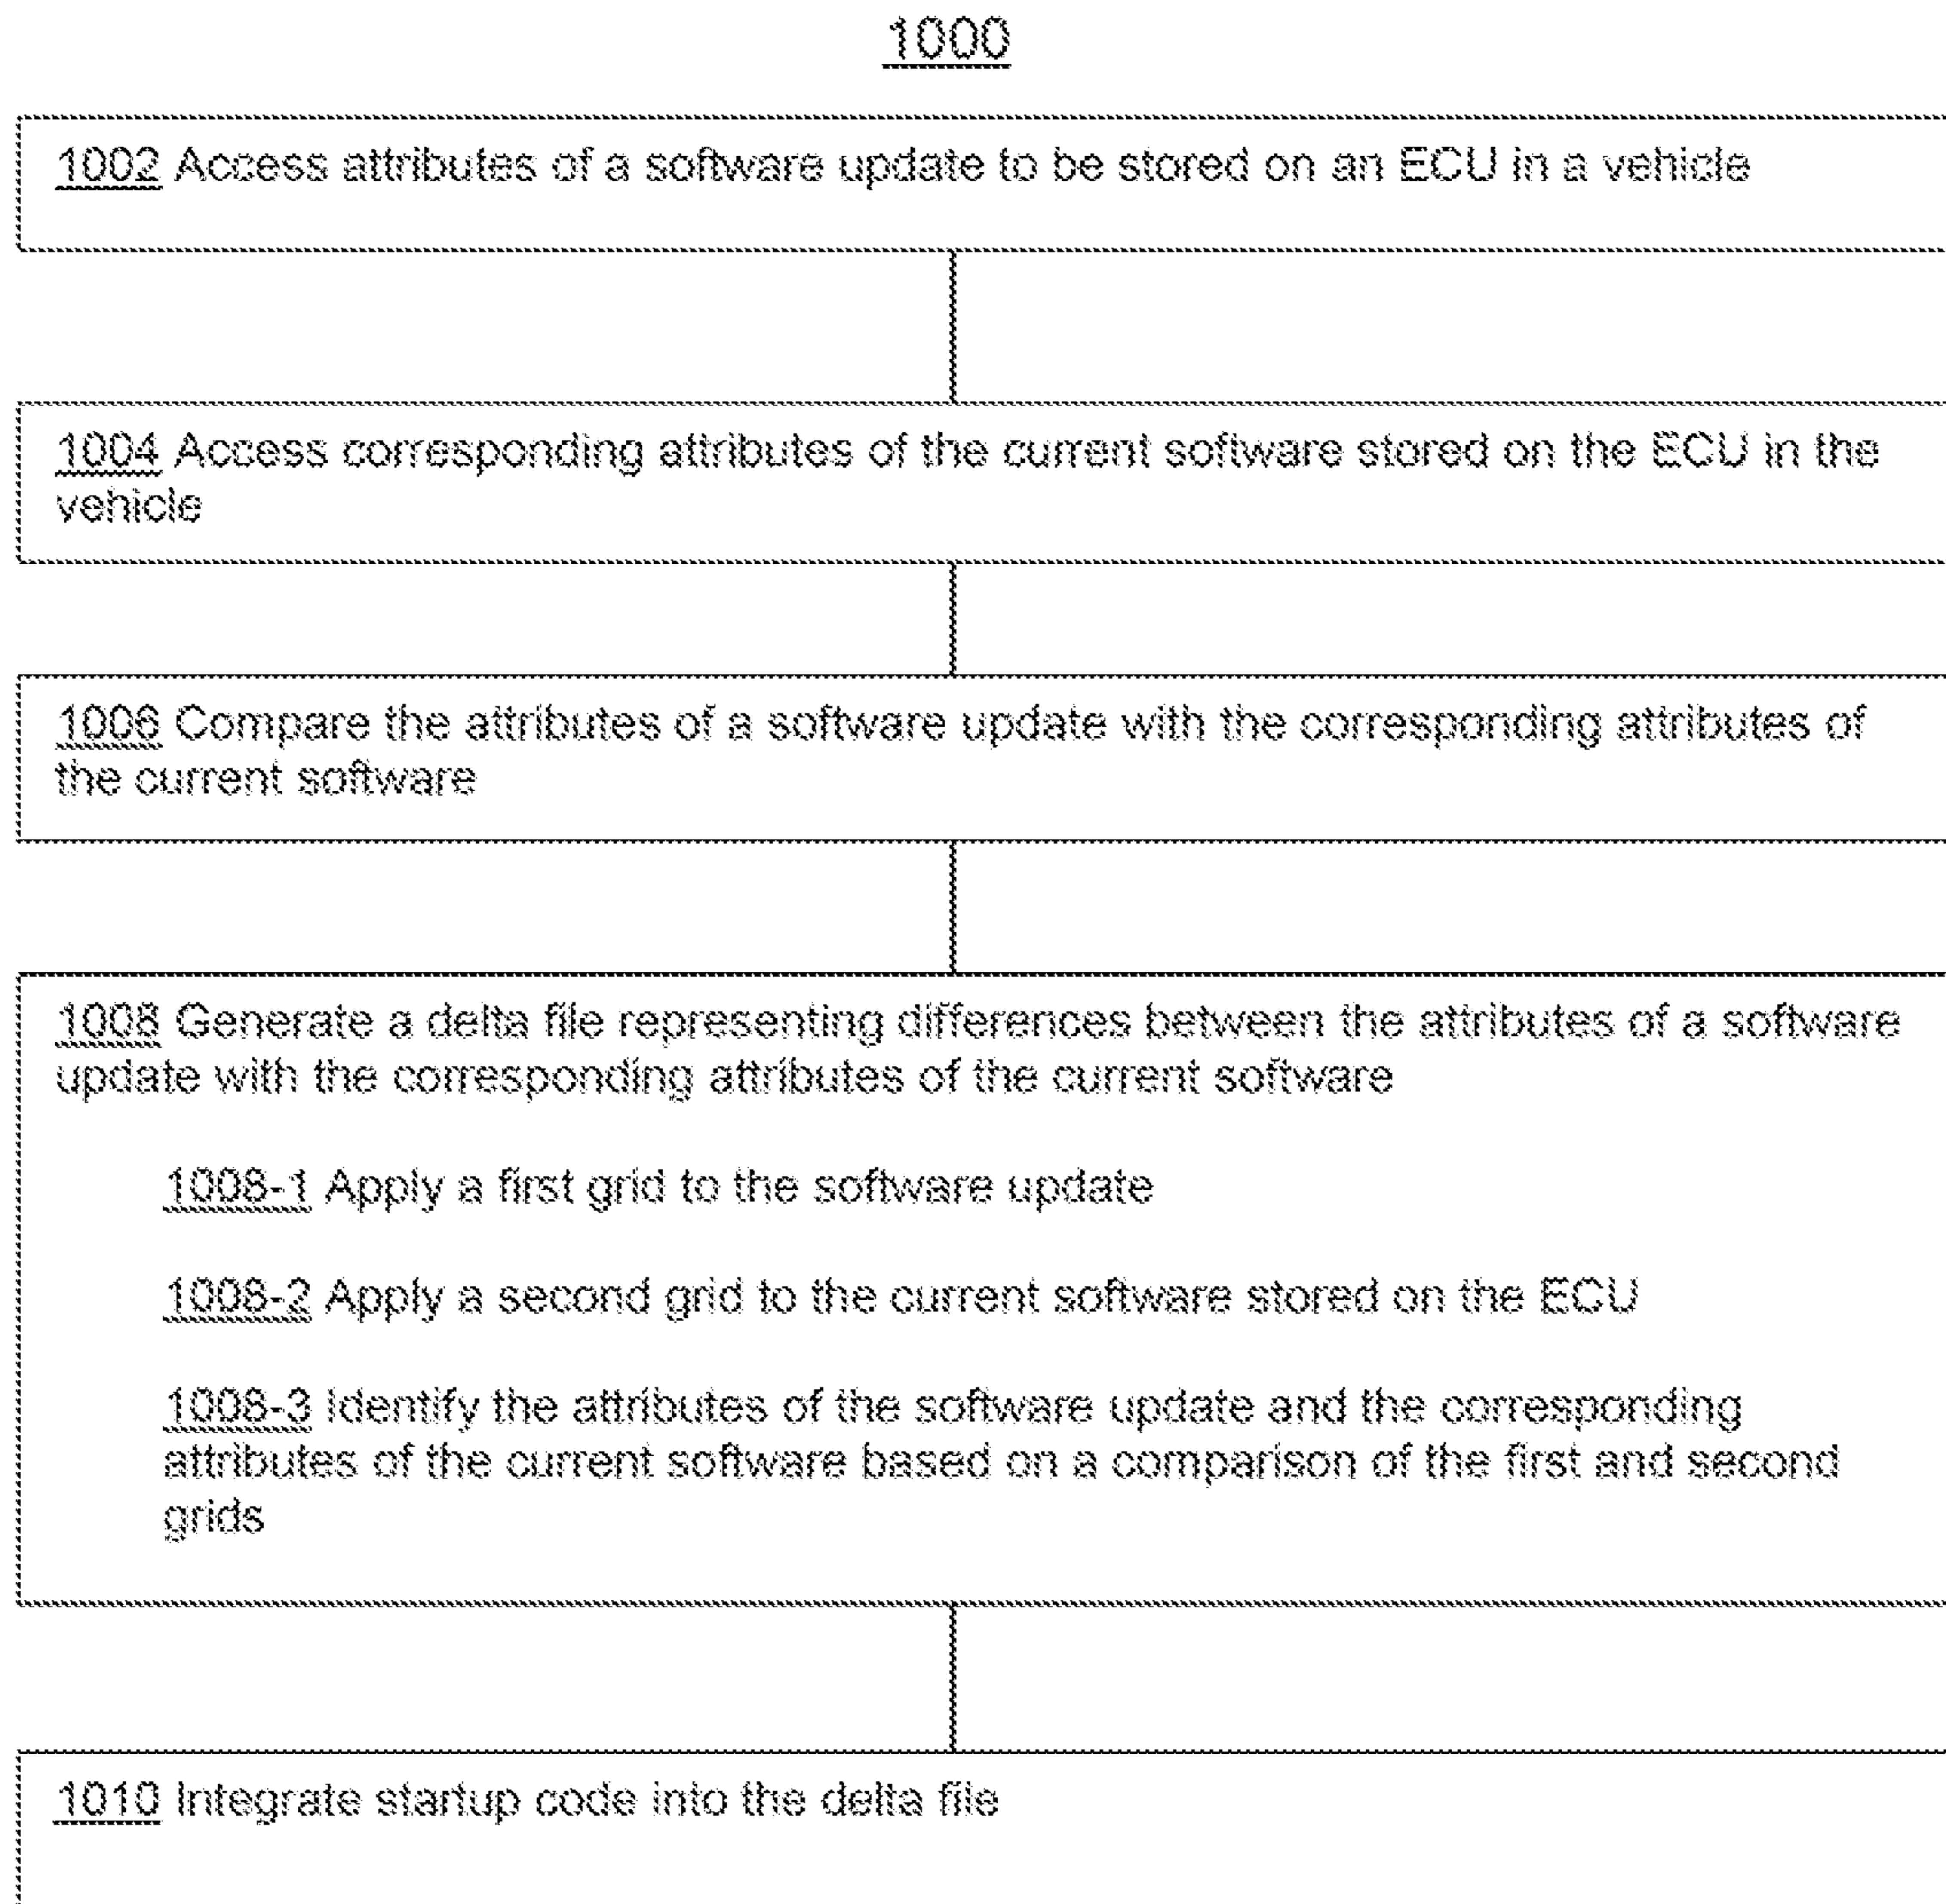 1000
1002 Access attributes of a software update to be stored on an ECU in a vehicle
1004 Access corresponding attributes of the current software stored on the ECU in the
vehicle
1006 Compare the attributes of a software update with the corresponding attributes of
the current software
1008 Generate a delta file representing differences between the attributes of a software
update with the corresponding attributes of the current software
1008-1 Apply a first grid to the software update
1008-2 Apply a second grid to the current software stored on the ECU
1008-3 Identify the attributes of the software update and the corresponding
attributes of the current software based on a comparison of the first and second
grids
1010 Integrate startup code into the delta file